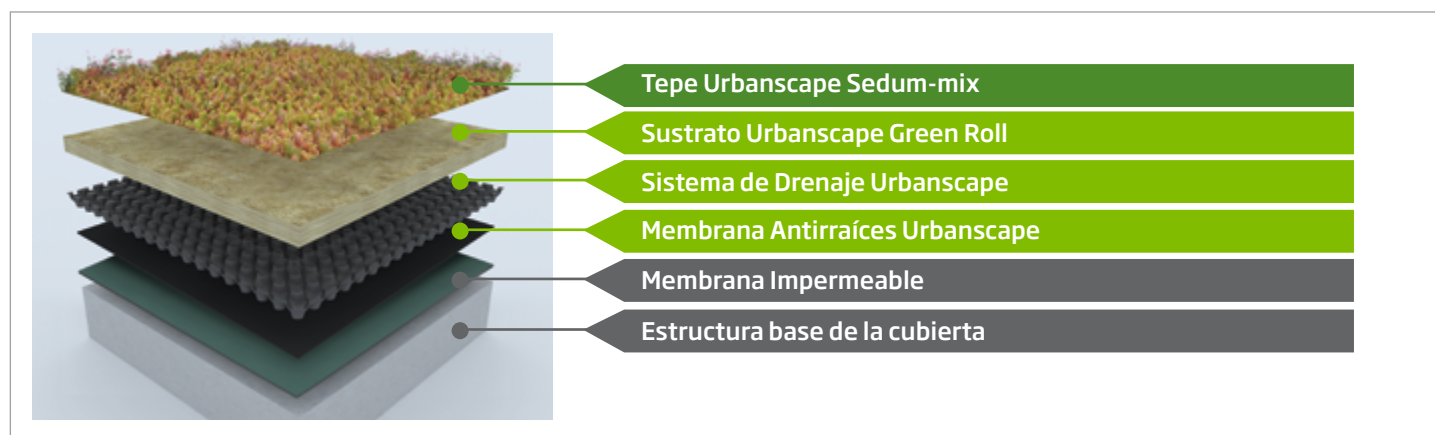 Tepe Urbanscape Sedum-mix
Sustrato Urbanscape Green Roll
Sistema de Drenaje Urbanscape
Membrana Antirraíces Urbanscape
Membrana Impermeable
Estructura base de la cubierta